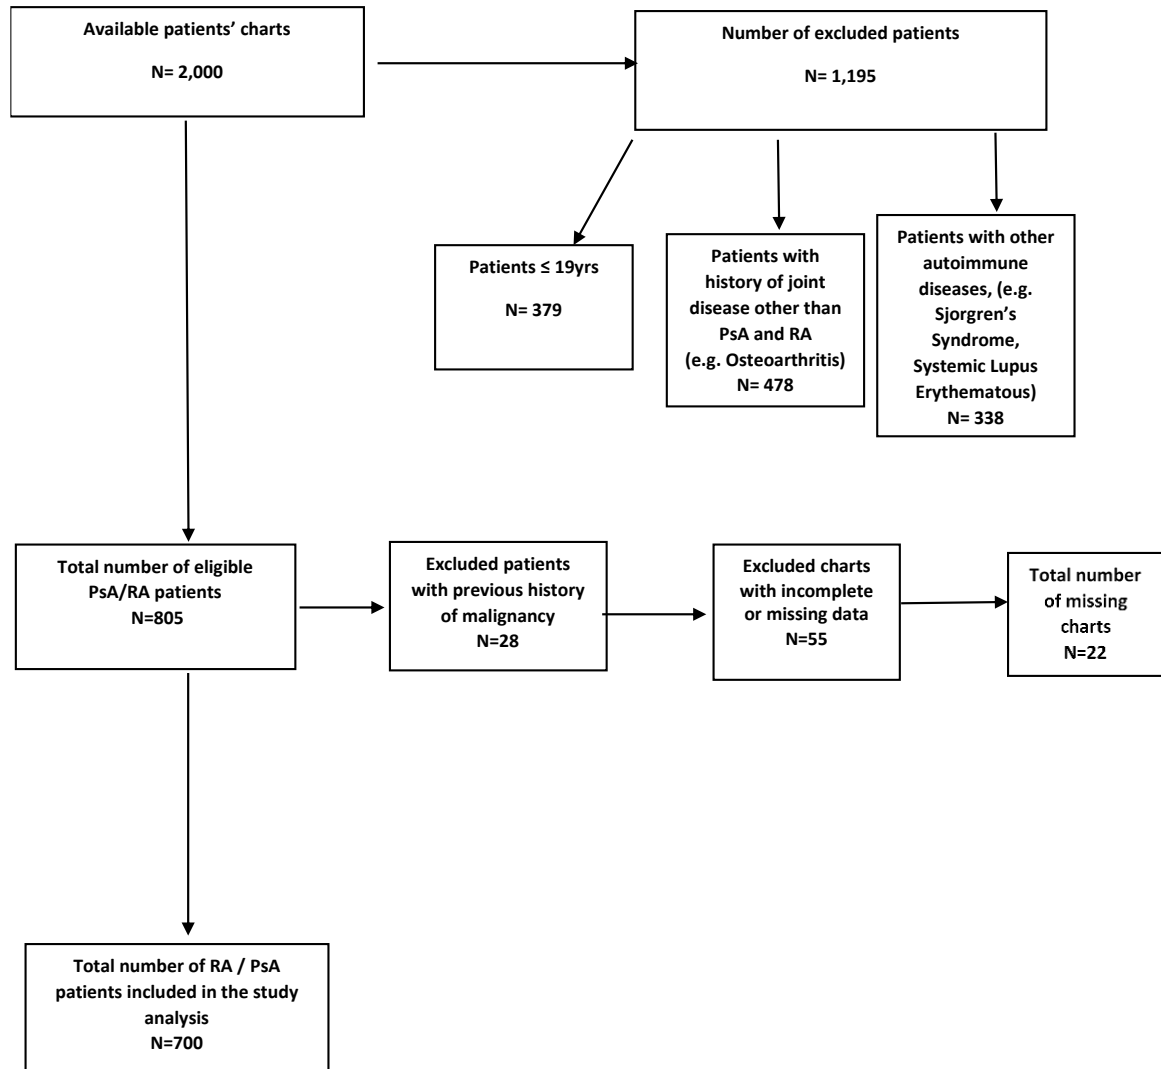 Available patients’ charts
N= 2,000
Number of excluded patients
N= 1,195
Patients ≤ 19yrs
N= 379
Patients with
history of joint
disease other than
PsA and RA
(e.g. Osteoarthritis)
N= 478
Patients with other
autoimmune
diseases, (e.g.
Sjorgren’s
Syndrome,
Systemic Lupus
Erythematous)
N= 338
Total number of eligible
PsA/RA patients
N=805
Excluded patients
with previous history
of malignancy
N=28
Excluded charts
with incomplete
or missing data
N=55
Total number
of missing
charts
N=22
Total number of RA / PsA
patients included in the study
analysis
N=700